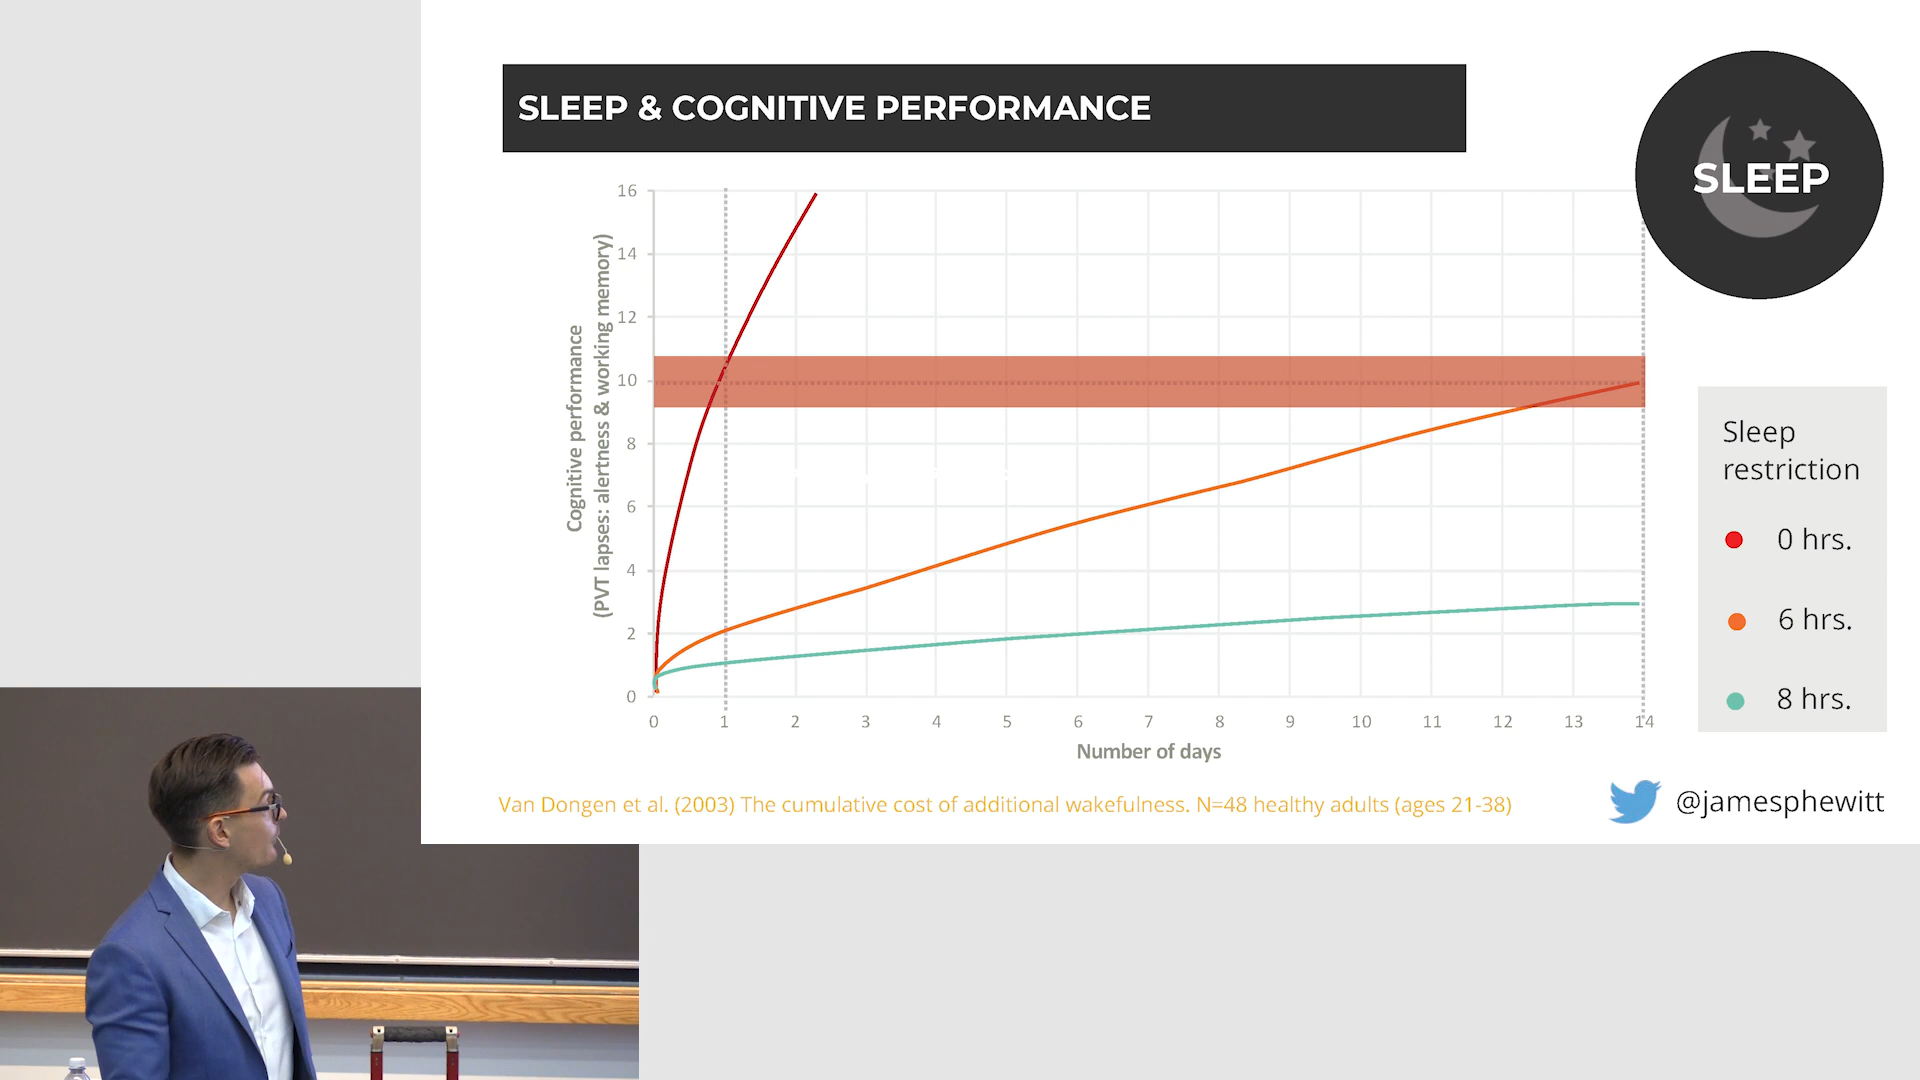 SLEEP & COGNITIVE PERFORMANCE
SLEEP
Cognitive performance
(PVT lapses: alertness & working memory)
16
14
12
10
8
6
4
2
0
0 1 2 3 4 5 6 7 8 9 10 11 12 13 14
Number of days
Sleep
restriction
0 hrs.
6 hrs.
8 hrs.
Van Dongen et al. (2003) The cumulative cost of additional wakefulness. N=48 healthy adults (ages 21-38)
@jamesphewitt